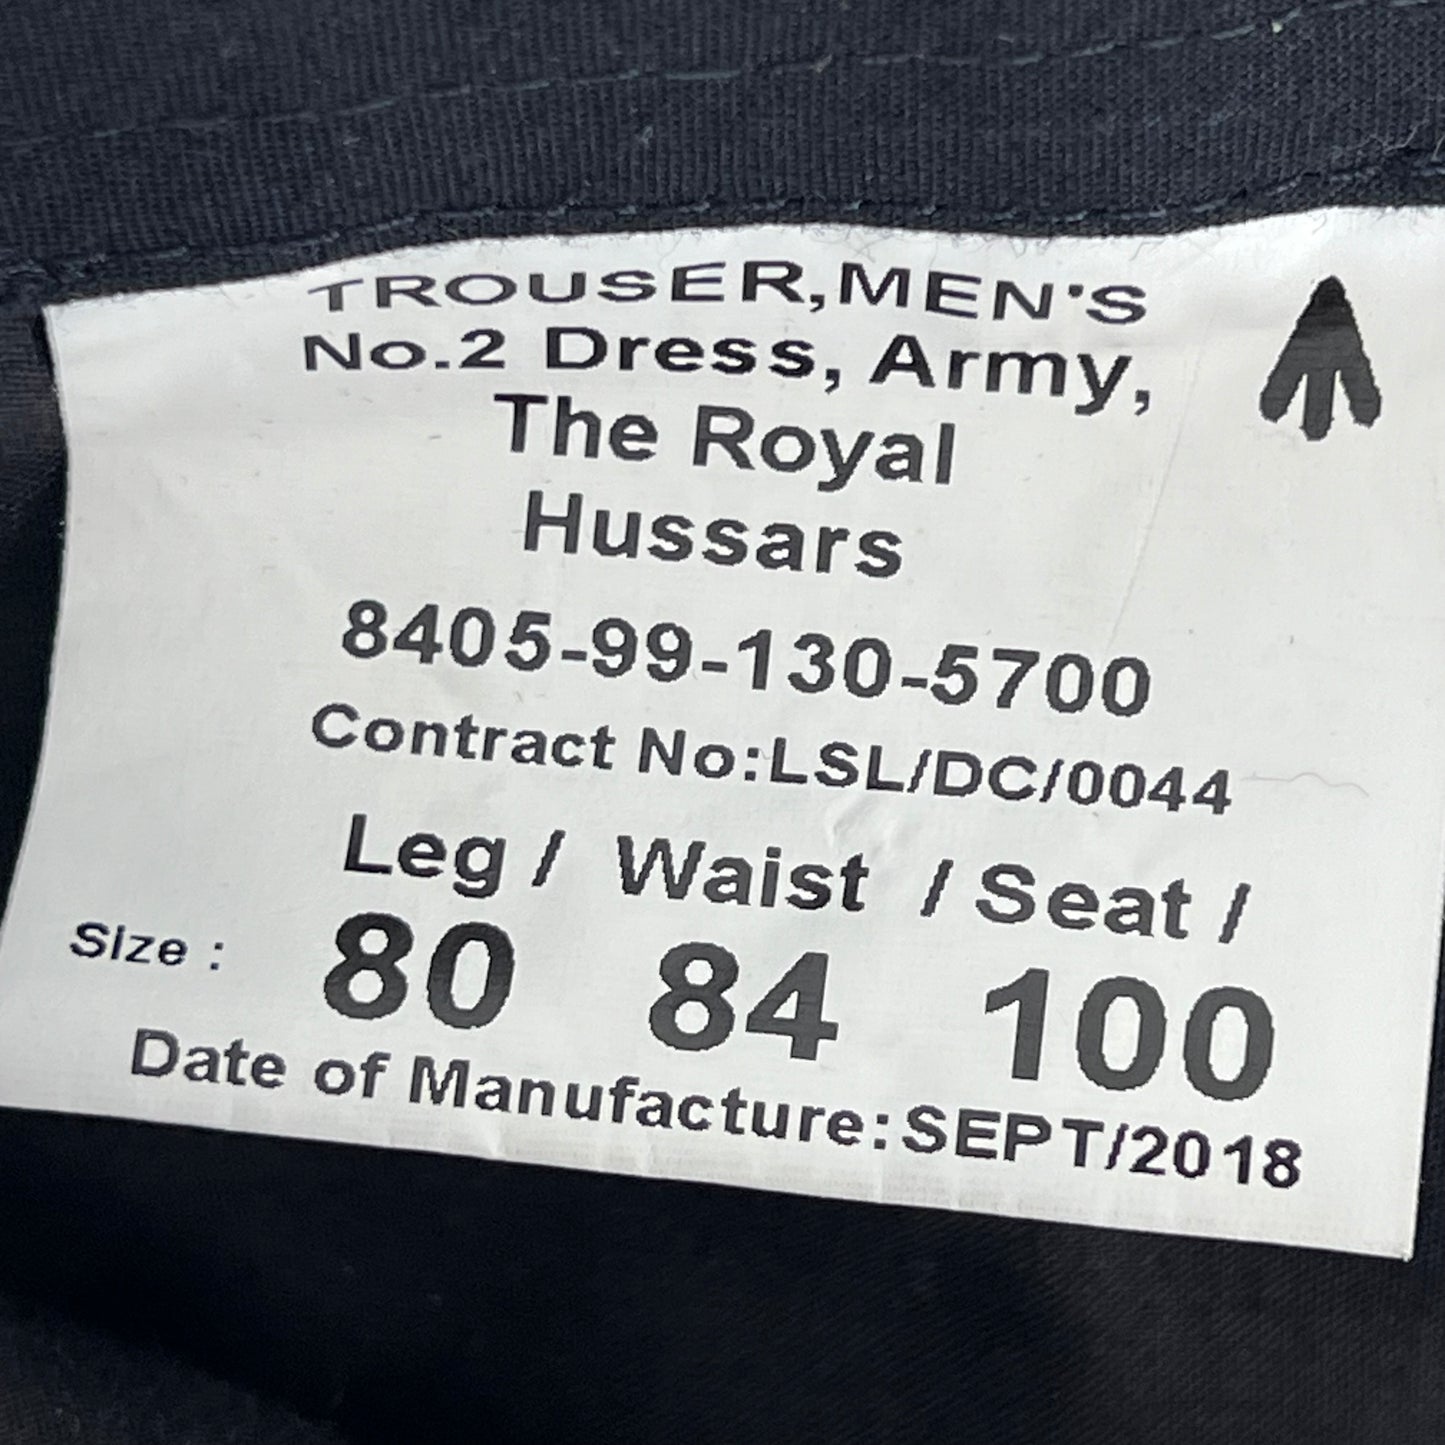 TROUSER,MEN'S
No.2 Dress, Army,
The Royal
Hussars
8405-99-130-5700
Contract No:LSL/DC/0044
Leg / Waist / Seat /
Size : 80 84 100
Date of Manufacture:SEPT/2018